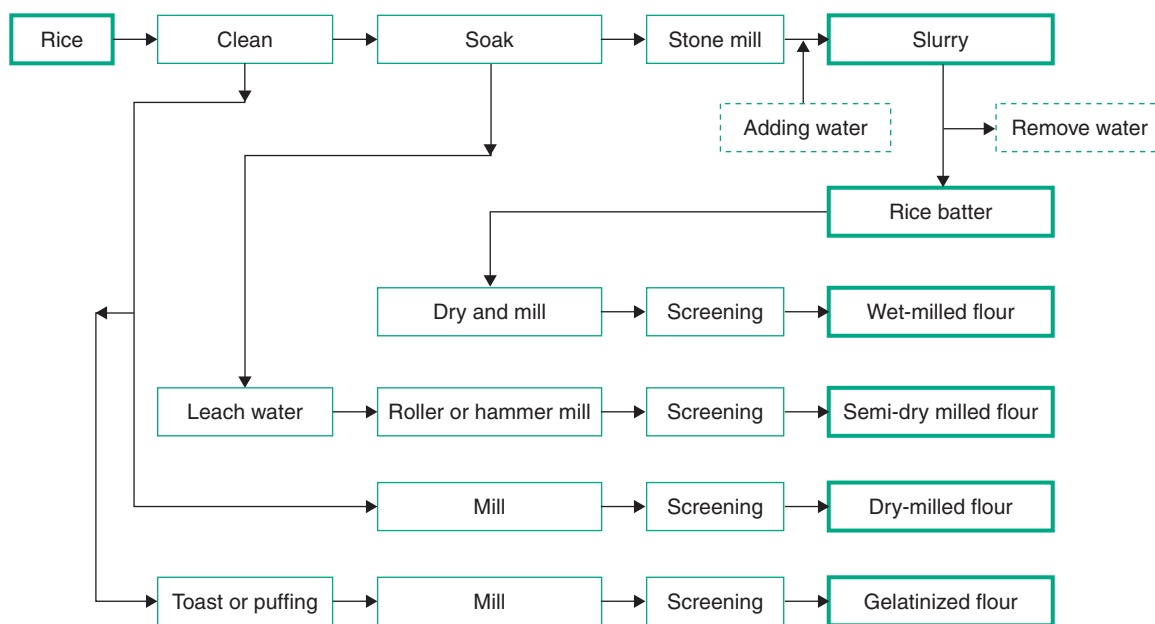 Rice
Clean
Soak
Stone mill
Slurry
Adding water
Remove water
Rice batter
Dry and mill
Screening
Wet-milled flour
Leach water
Roller or hammer mill
Screening
Semi-dry milled flour
Mill
Screening
Dry-milled flour
Toast or puffing
Mill
Screening
Gelatinized flour